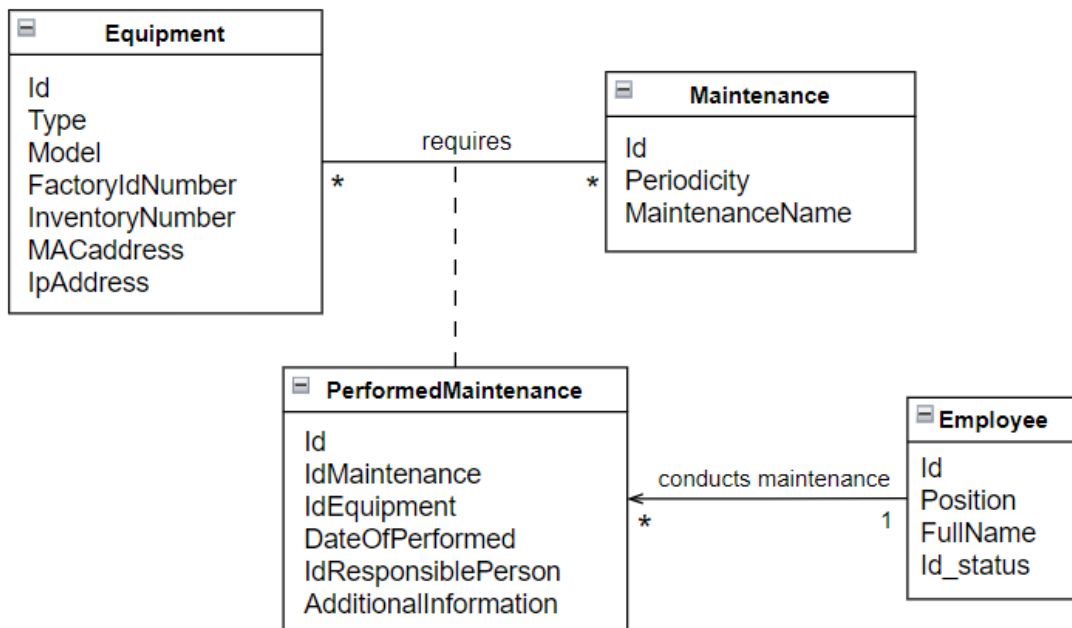 Equipment
Id
Type
Model
FactoryIdNumber
InventoryNumber
MACaddress
IpAddress
requires
*
*
Maintenance
Id
Periodicity
MaintenanceName
PerformedMaintenance
Id
IdMaintenance
IdEquipment
DateOfPerformed
IdResponsiblePerson
AdditionalInformation
conducts maintenance
*
1
Employee
Id
Position
FullName
Id_status